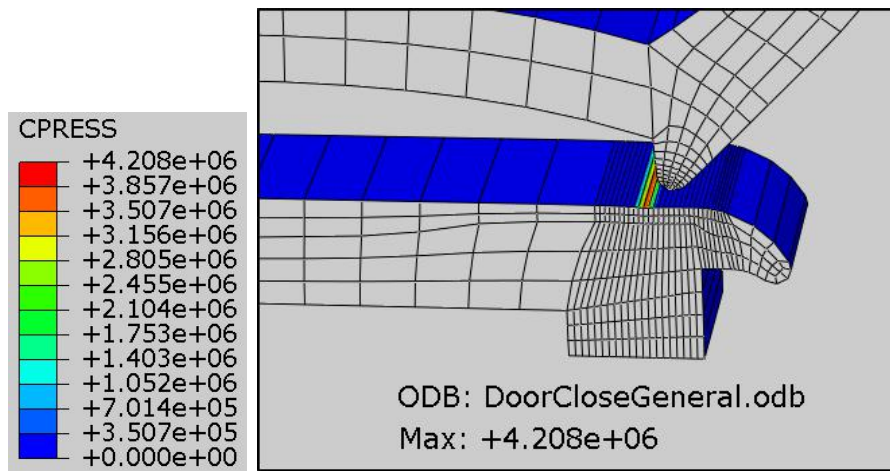 CPRESS
+4.208e+06
+3.857e+06
+3.507e+06
+3.156e+06
+2.805e+06
+2.455e+06
+2.104e+06
+1.753e+06
+1.403e+06
+1.052e+06
+7.014e+05
+3.507e+05
+0.000e+00
ODB: DoorCloseGeneral.odb
Max: +4.208e+06